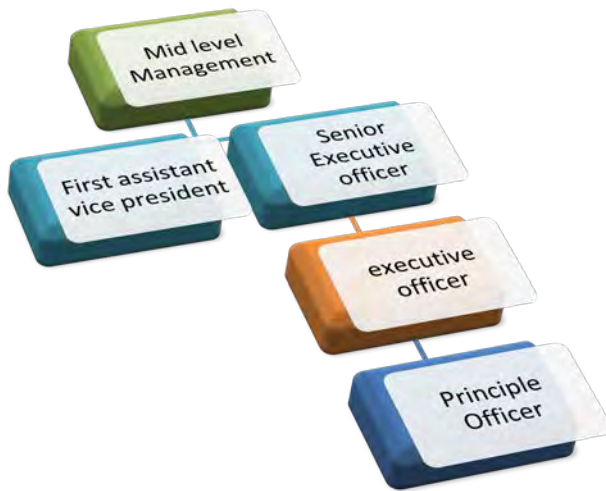 Mid level
Management
First assistant
vice president
Senior
Executive
officer
executive
officer
Principle
Officer